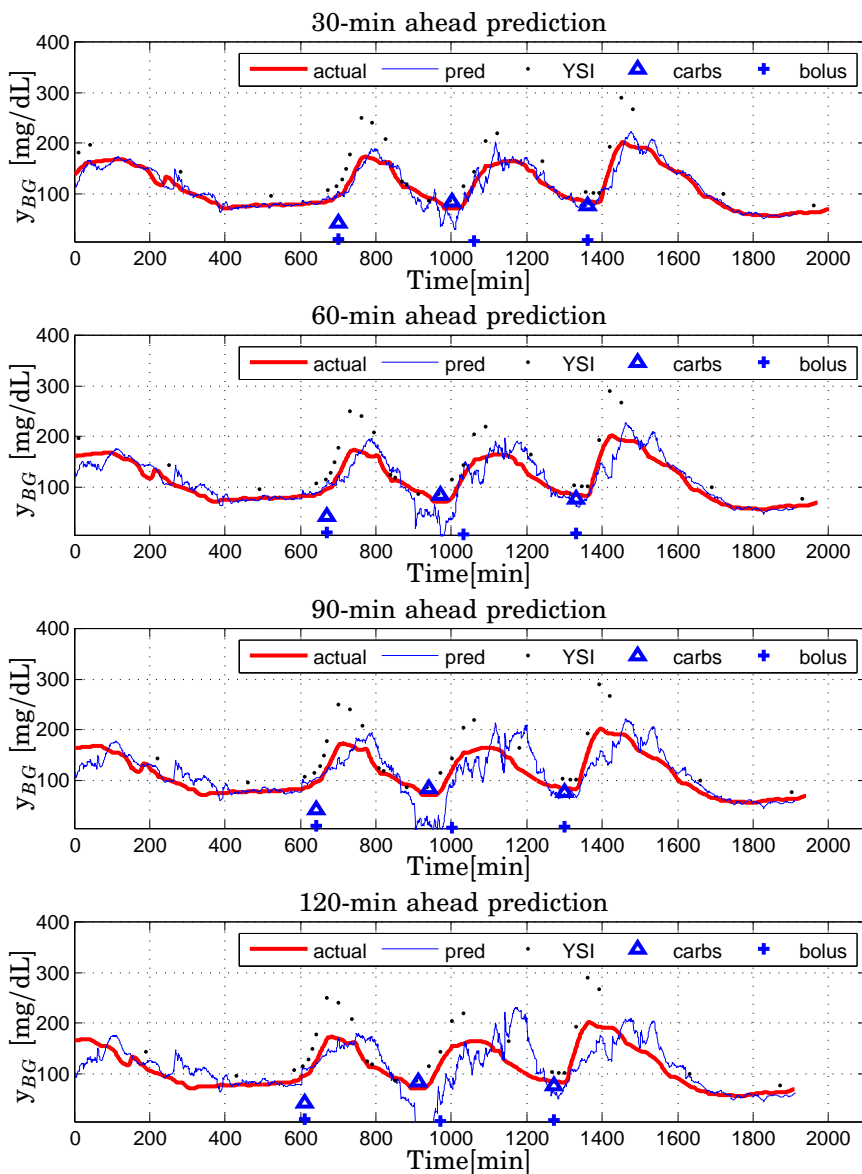 30-min ahead prediction
400
300
200
100
y_BG [mg/dL]
actual pred YSI carbs bolus
0 200 400 600 800 1000 1200 1400 1600 1800 2000
Time[min]
60-min ahead prediction
400
300
200
100
y_BG [mg/dL]
actual pred YSI carbs bolus
0 200 400 600 800 1000 1200 1400 1600 1800 2000
Time[min]
90-min ahead prediction
400
300
200
100
y_BG [mg/dL]
actual pred YSI carbs bolus
0 200 400 600 800 1000 1200 1400 1600 1800 2000
Time[min]
120-min ahead prediction
400
300
200
100
y_BG [mg/dL]
actual pred YSI carbs bolus
0 200 400 600 800 1000 1200 1400 1600 1800 2000
Time[min]